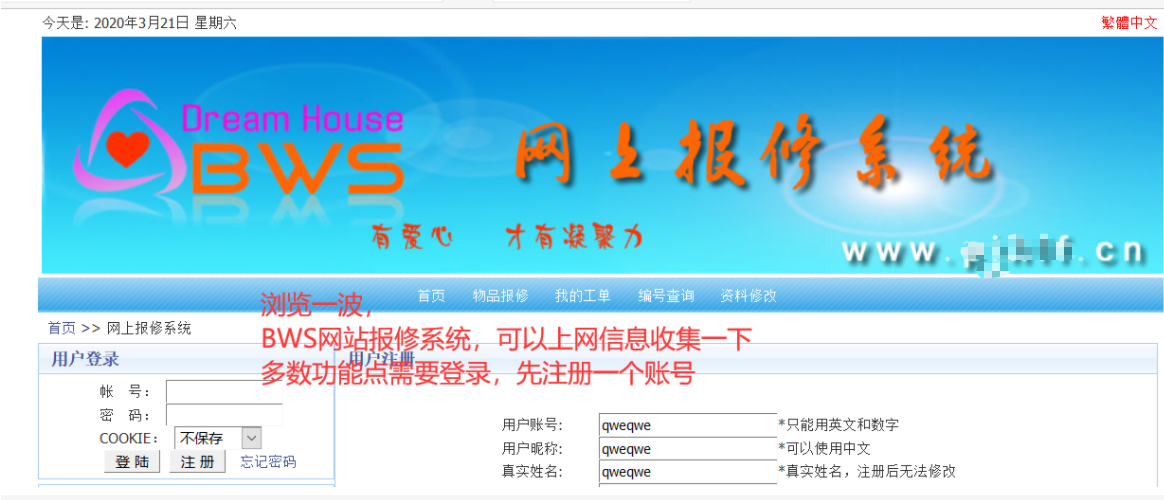 今天是: 2020年3月21日 星期六
繁體中文
Dream House
BWS
网上报修系统
有爱心 才有凝聚力
首页 物品报修 我的工单 编号查询 资料修改
浏览一波，
首页 >> 网上报修系统
BWS网站报修系统，可以上网信息收集一下
用户登录
用户注册
多数功能点需要登录，先注册一个账号
帐 号：
密 码：
COOKIE： 不保存
登 陆 注 册 忘记密码
用户账号: qweqwe *只能用英文和数字
用户昵称: qweqwe *可以使用中文
真实姓名: qweqwe *真实姓名，注册后无法修改